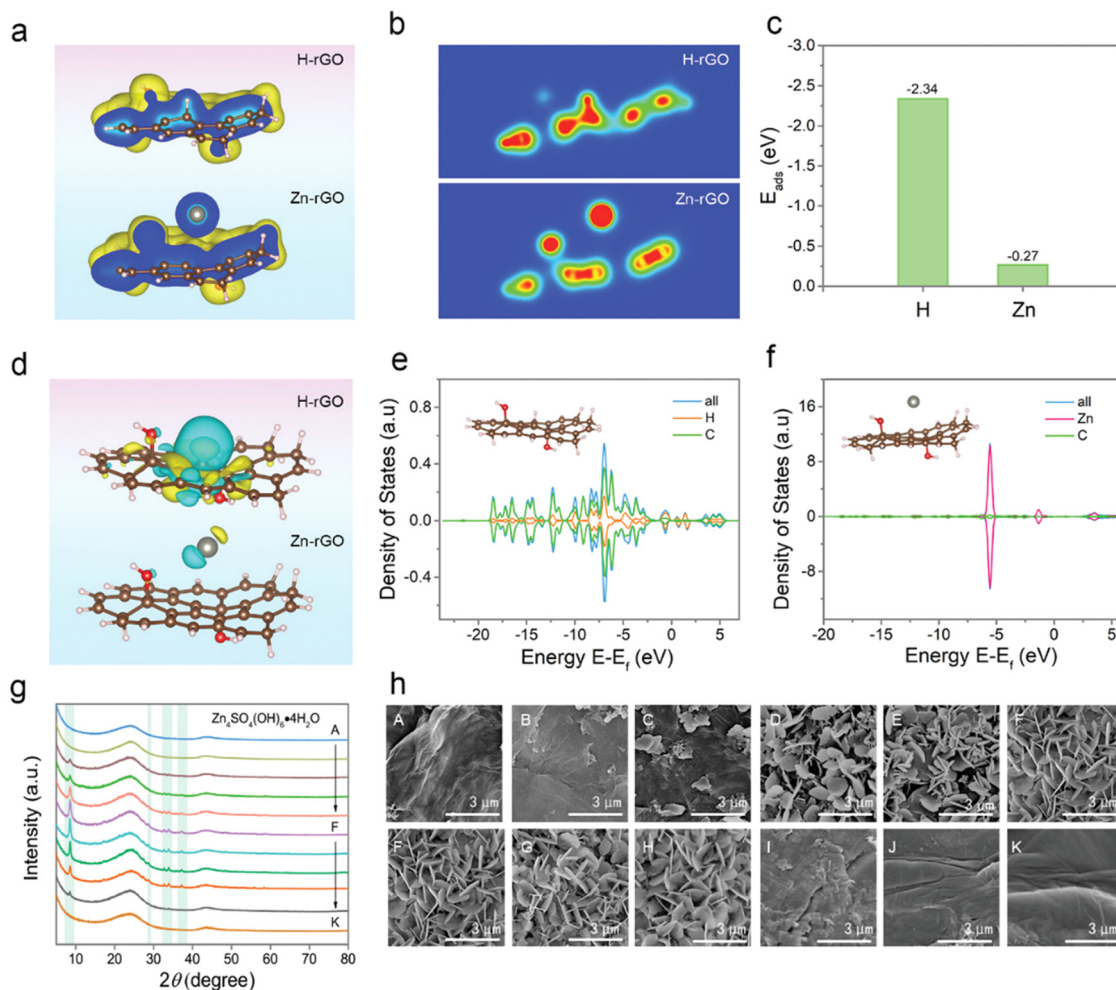 a
H-rGO
Zn-rGO
b
H-rGO
Zn-rGO
c
-3.0
-2.5
-2.0
-1.5
-1.0
-0.5
0.0
E_ads (eV)
-2.34
-0.27
H
Zn
d
H-rGO
Zn-rGO
e
0.8
0.4
0.0
-0.4
Density of States (a.u)
all
H
C
-20
-15
-10
-5
0
5
Energy E-E_f (eV)
f
16
8
0
-8
Density of States (a.u)
all
Zn
C
-20
-15
-10
-5
0
5
Energy E-E_f (eV)
g
Intensity (a.u.)
Zn₄SO₄(OH)₆•4H₂O
A
F
K
10
20
30
40
50
60
70
80
2θ (degree)
h
A
3 μm
B
3 μm
C
3 μm
D
3 μm
E
3 μm
F
3 μm
F
3 μm
G
3 μm
H
3 μm
I
3 μm
J
3 μm
K
3 μm